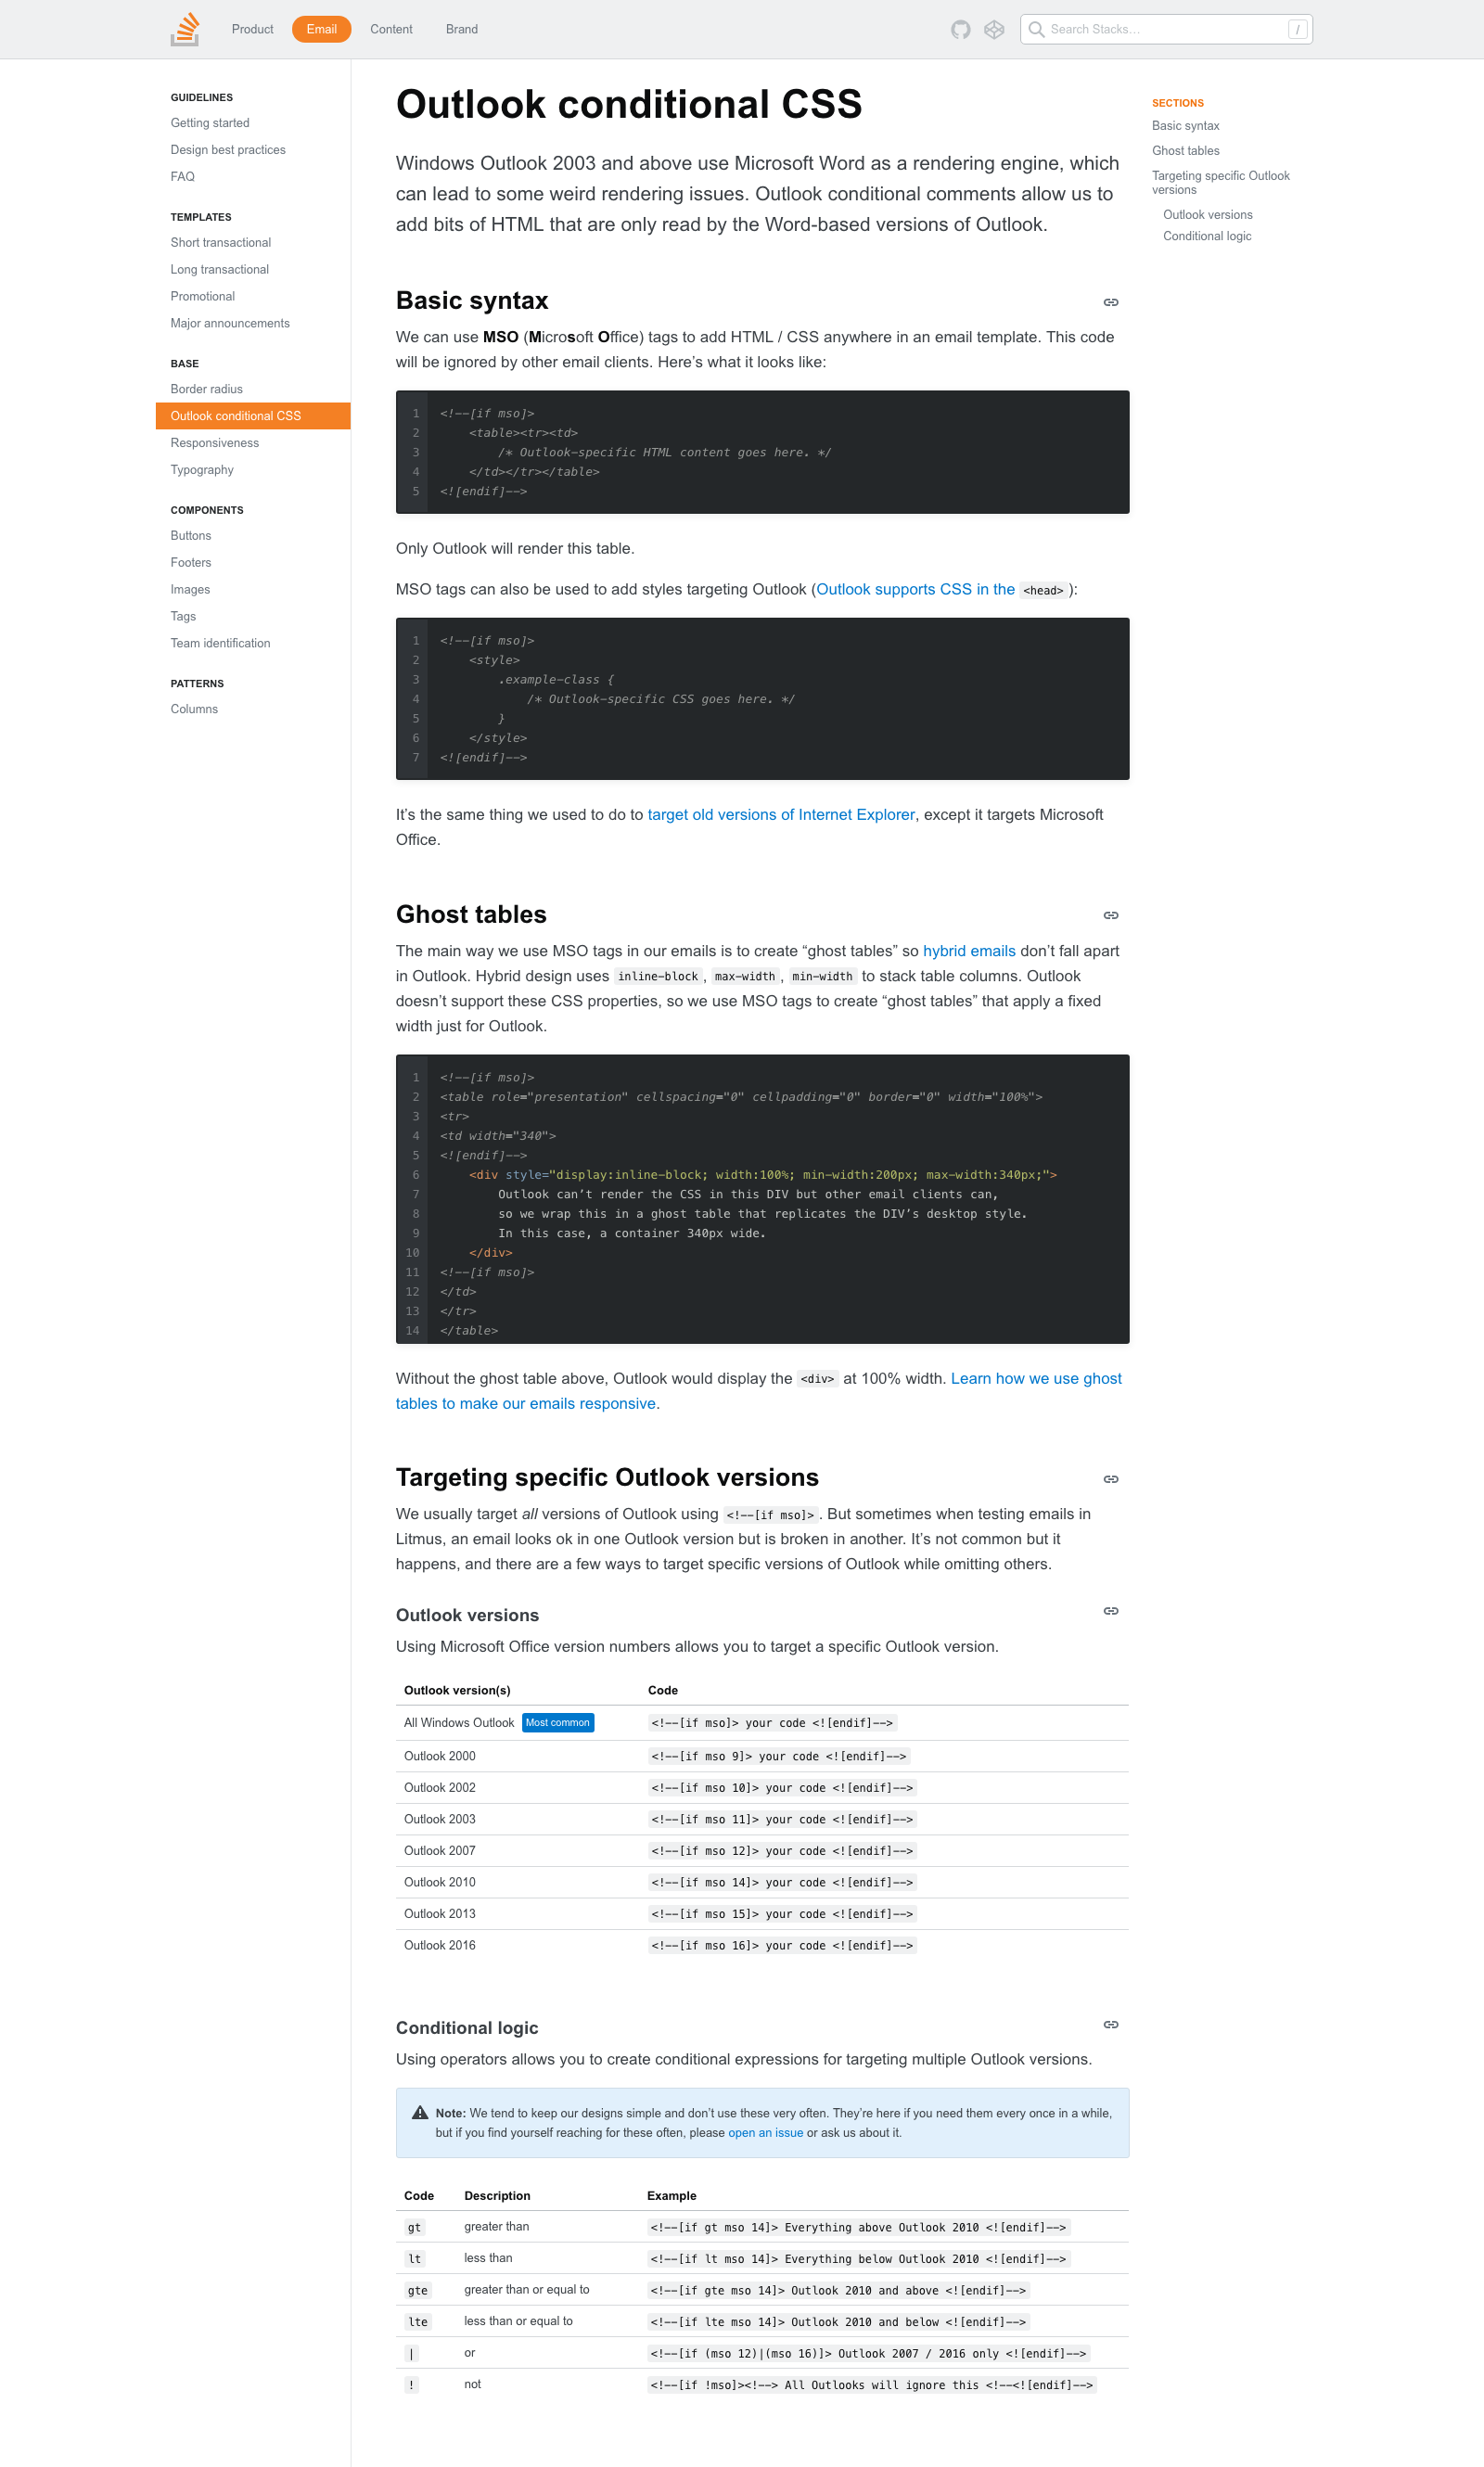 Product
Email
Content
Brand
Search Stacks…
/
GUIDELINES
Getting started
Design best practices
FAQ
TEMPLATES
Short transactional
Long transactional
Promotional
Major announcements
BASE
Border radius
Outlook conditional CSS
Responsiveness
Typography
COMPONENTS
Buttons
Footers
Images
Tags
Team identification
PATTERNS
Columns
Outlook conditional CSS
Windows Outlook 2003 and above use Microsoft Word as a rendering engine, which
can lead to some weird rendering issues. Outlook conditional comments allow us to
add bits of HTML that are only read by the Word-based versions of Outlook.
Basic syntax
We can use MSO (Microsoft Office) tags to add HTML / CSS anywhere in an email template. This code
will be ignored by other email clients. Here’s what it looks like:
1 <!--[if mso]>
2     <table><tr><td>
3         /* Outlook-specific HTML content goes here. */
4     </td></tr></table>
5 <![endif]-->
Only Outlook will render this table.
MSO tags can also be used to add styles targeting Outlook (Outlook supports CSS in the <head>):
1 <!--[if mso]>
2     <style>
3         .example-class {
4             /* Outlook-specific CSS goes here. */
5         }
6     </style>
7 <![endif]-->
It’s the same thing we used to do to target old versions of Internet Explorer, except it targets Microsoft
Office.
Ghost tables
The main way we use MSO tags in our emails is to create “ghost tables” so hybrid emails don’t fall apart
in Outlook. Hybrid design uses inline-block, max-width, min-width to stack table columns. Outlook
doesn’t support these CSS properties, so we use MSO tags to create “ghost tables” that apply a fixed
width just for Outlook.
1 <!--[if mso]>
2 <table role="presentation" cellspacing="0" cellpadding="0" border="0" width="100%">
3 <tr>
4 <td width="340">
5 <![endif]-->
6     <div style="display:inline-block; width:100%; min-width:200px; max-width:340px;">
7         Outlook can’t render the CSS in this DIV but other email clients can,
8         so we wrap this in a ghost table that replicates the DIV’s desktop style.
9         In this case, a container 340px wide.
10     </div>
11 <!--[if mso]>
12 </td>
13 </tr>
14 </table>
Without the ghost table above, Outlook would display the <div> at 100% width. Learn how we use ghost
tables to make our emails responsive.
Targeting specific Outlook versions
We usually target all versions of Outlook using <!--[if mso]>. But sometimes when testing emails in
Litmus, an email looks ok in one Outlook version but is broken in another. It’s not common but it
happens, and there are a few ways to target specific versions of Outlook while omitting others.
Outlook versions
Using Microsoft Office version numbers allows you to target a specific Outlook version.
Outlook version(s) Code
All Windows Outlook Most common <!--[if mso]> your code <![endif]-->
Outlook 2000 <!--[if mso 9]> your code <![endif]-->
Outlook 2002 <!--[if mso 10]> your code <![endif]-->
Outlook 2003 <!--[if mso 11]> your code <![endif]-->
Outlook 2007 <!--[if mso 12]> your code <![endif]-->
Outlook 2010 <!--[if mso 14]> your code <![endif]-->
Outlook 2013 <!--[if mso 15]> your code <![endif]-->
Outlook 2016 <!--[if mso 16]> your code <![endif]-->
Conditional logic
Using operators allows you to create conditional expressions for targeting multiple Outlook versions.
Note: We tend to keep our designs simple and don’t use these very often. They’re here if you need them every once in a while,
but if you find yourself reaching for these often, please open an issue or ask us about it.
Code Description Example
gt greater than <!--[if gt mso 14]> Everything above Outlook 2010 <![endif]-->
lt less than <!--[if lt mso 14]> Everything below Outlook 2010 <![endif]-->
gte greater than or equal to <!--[if gte mso 14]> Outlook 2010 and above <![endif]-->
lte less than or equal to <!--[if lte mso 14]> Outlook 2010 and below <![endif]-->
| or <!--[if (mso 12)|(mso 16)]> Outlook 2007 / 2016 only <![endif]-->
! not <!--[if !mso]><!--> All Outlooks will ignore this <!--<![endif]-->
SECTIONS
Basic syntax
Ghost tables
Targeting specific Outlook
versions
Outlook versions
Conditional logic